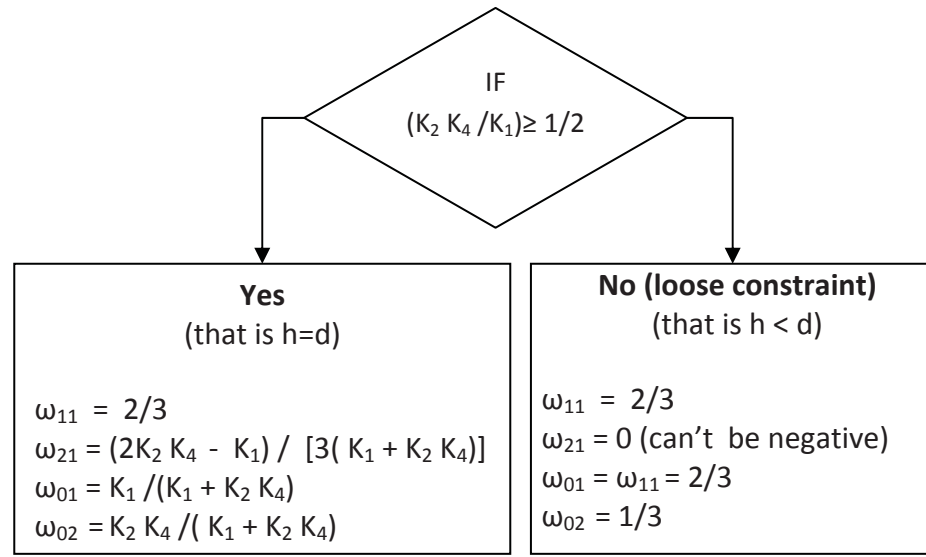 IF
(K₂ K₄ /K₁)≥ 1/2
Yes
(that is h=d)
ω₁₁ = 2/3
ω₂₁ = (2K₂ K₄ - K₁) / [3( K₁ + K₂ K₄)]
ω₀₁ = K₁ /(K₁ + K₂ K₄)
ω₀₂ = K₂ K₄ /( K₁ + K₂ K₄)
No (loose constraint)
(that is h < d)
ω₁₁ = 2/3
ω₂₁ = 0 (can’t be negative)
ω₀₁ = ω₁₁ = 2/3
ω₀₂ = 1/3